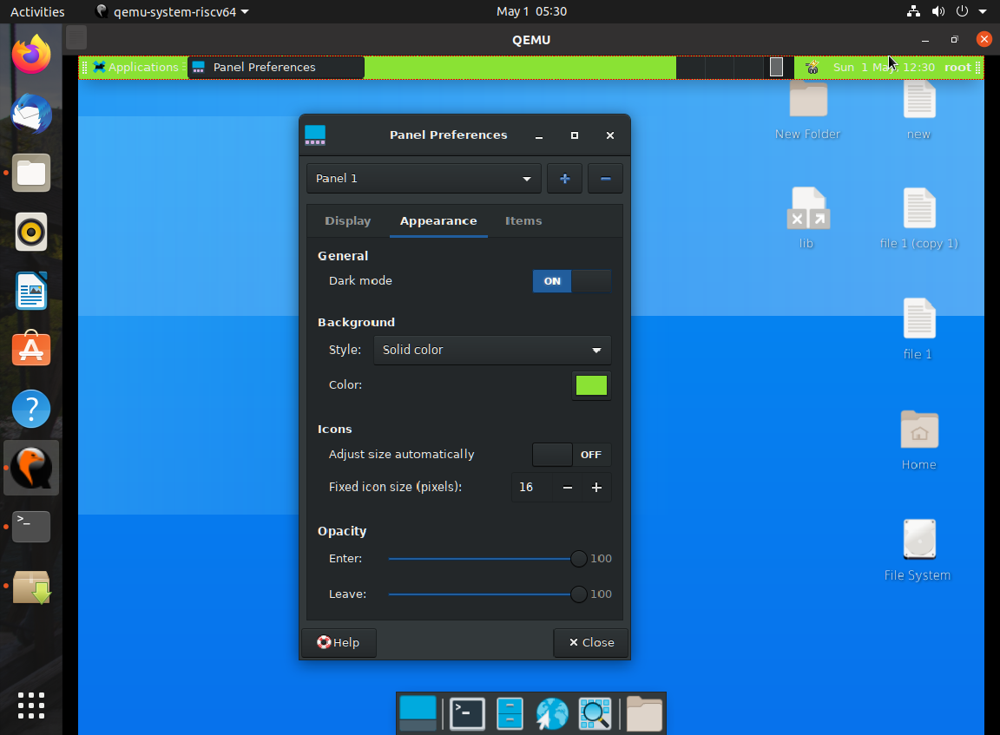 Activities
qemu-system-riscv64
May 1 05:30
QEMU
Applications
Panel Preferences
Sun 1 May, 12:30
root
Panel Preferences
Panel 1
Display
Appearance
Items
General
Dark mode
ON
Background
Style:
Solid color
Color:
Icons
Adjust size automatically
OFF
Fixed icon size (pixels):
16
Opacity
Enter:
100
Leave:
100
Help
Close
New Folder
new
lib
file 1 (copy 1)
file 1
Home
File System